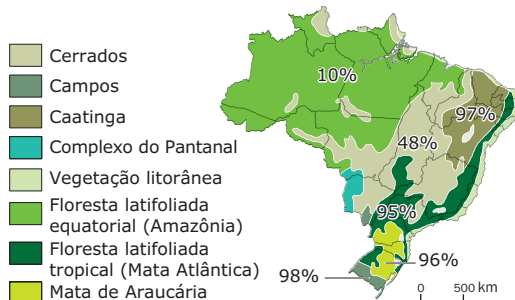 Cerrados
Campos
Caatinga
Complexo do Pantanal
Vegetação litorânea
Floresta latifoliada
equatorial (Amazônia)
Floresta latifoliada
tropical (Mata Atlântica)
Mata de Araucária
10%
97%
48%
95%
96%
98%
0 500 km